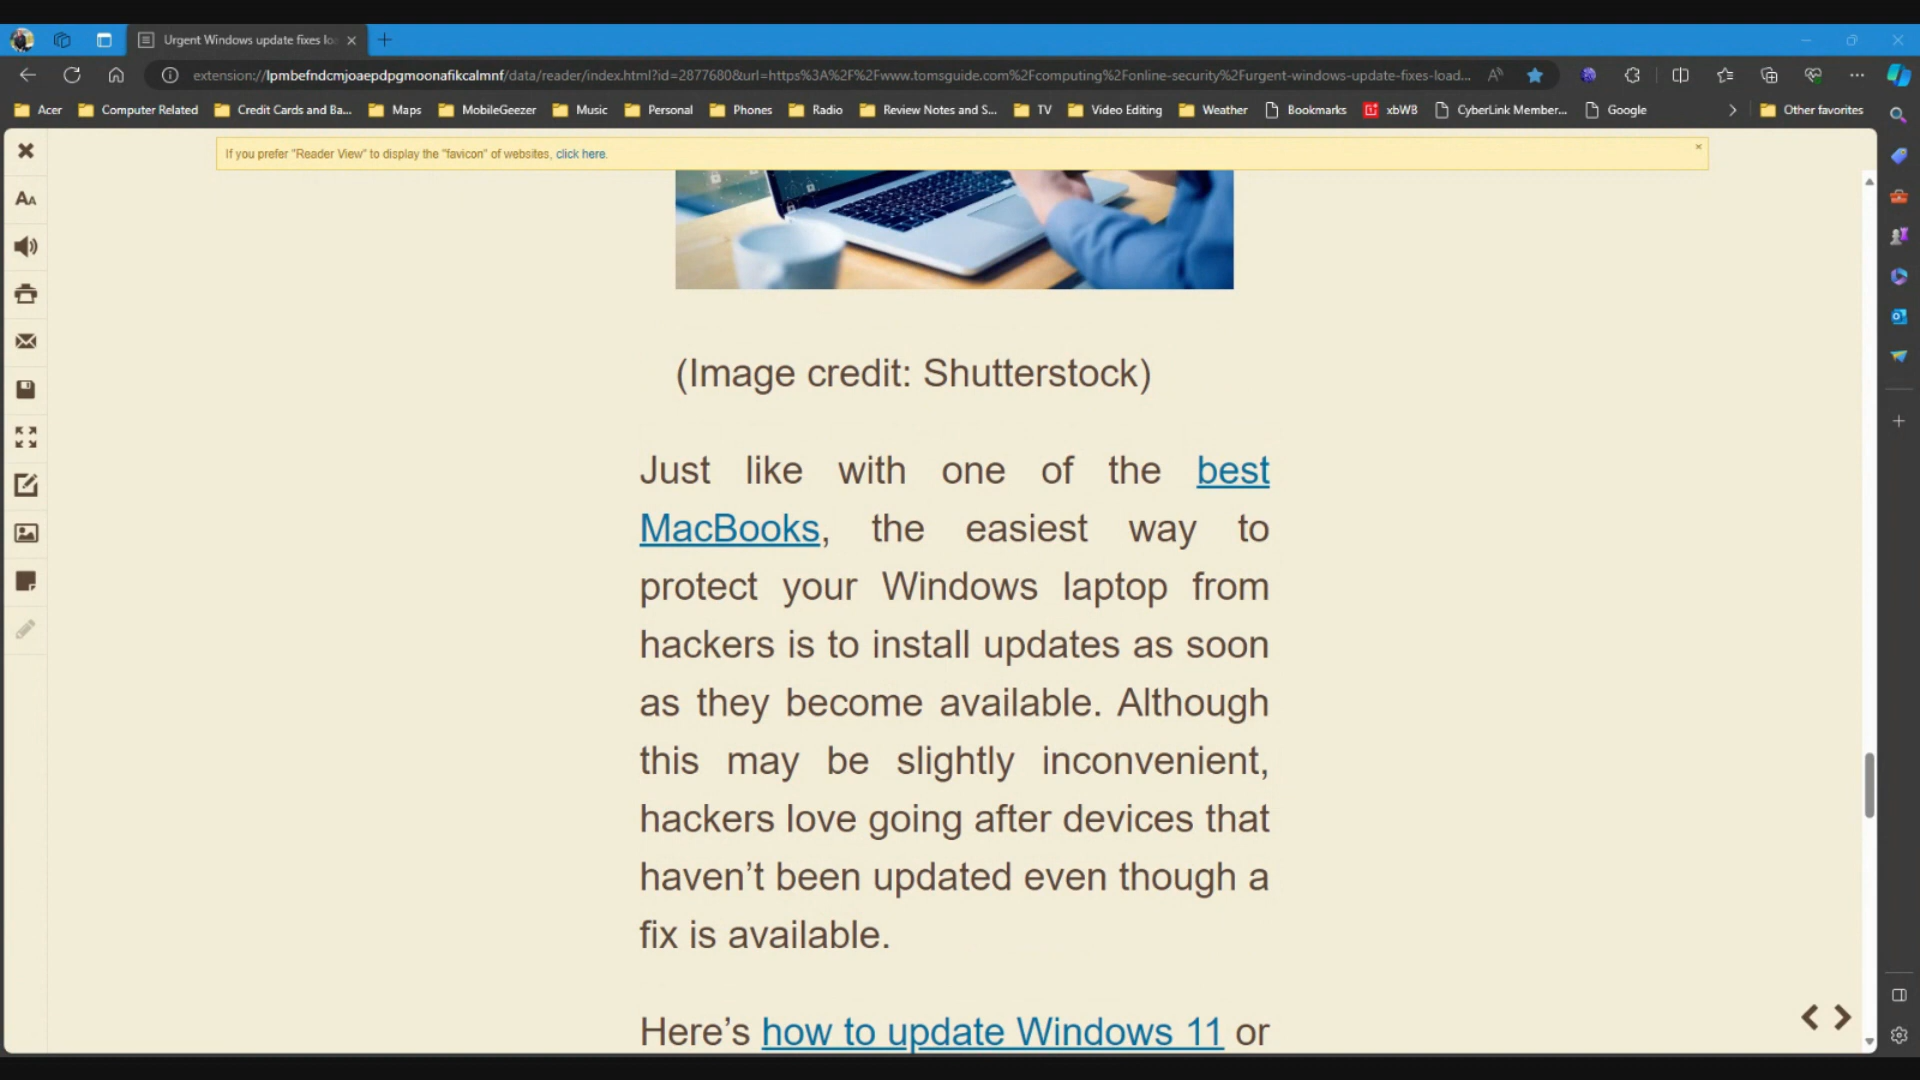 Urgent Windows update fixes loa
extension://lpmbefndcmjoaepdpgmoonafikcalmnf/data/reader/index.html?id=2877680&url=https%3A%2F%2Fwww.tomsguide.com%2Fcomputing%2Fonline-security%2Furgent-windows-update-fixes-load...
Acer Computer Related Credit Cards and Ba... Maps MobileGeezer Music Personal Phones Radio Review Notes and S... TV Video Editing Weather Bookmarks xbWB CyberLink Member... Google Other favorites
If you prefer "Reader View" to display the "favicon" of websites, click here.
(Image credit: Shutterstock)
Just like with one of the best
MacBooks, the easiest way to
protect your Windows laptop from
hackers is to install updates as soon
as they become available. Although
this may be slightly inconvenient,
hackers love going after devices that
haven’t been updated even though a
fix is available.
Here’s how to update Windows 11 or